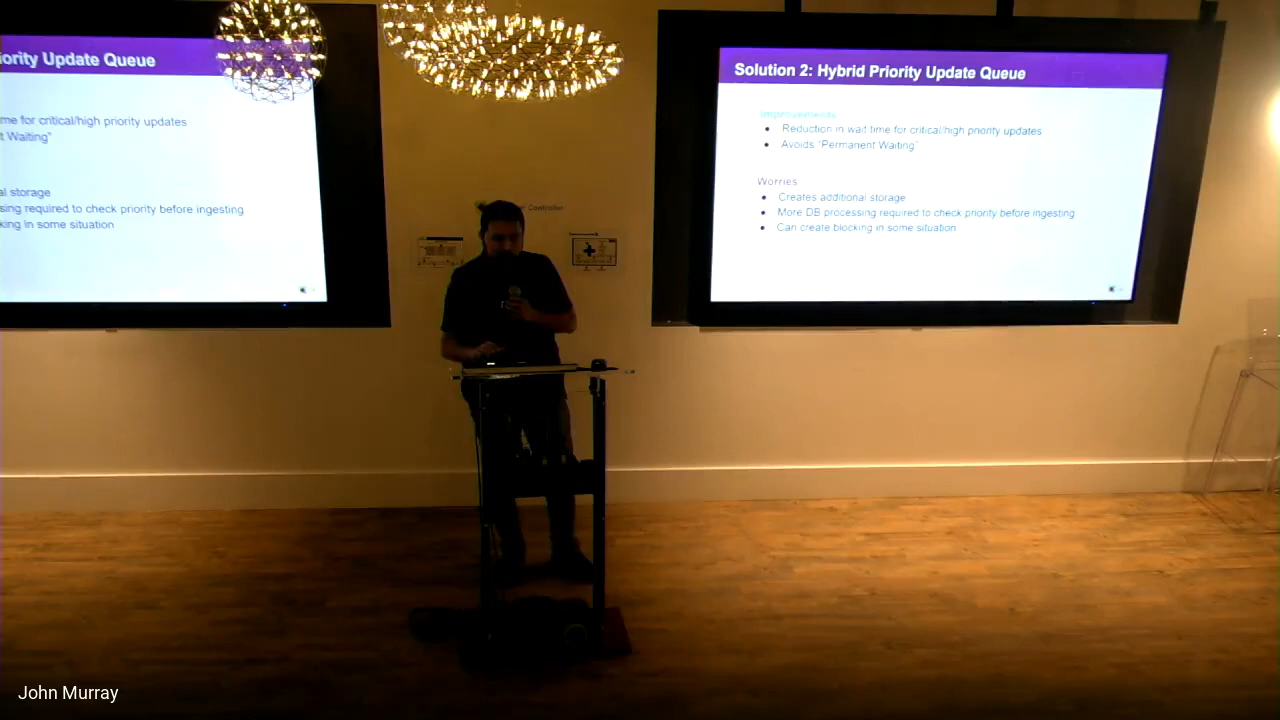 iority Update Queue
me for critical/high priority updates
t Waiting"
al storage
sing required to check priority before ingesting
king in some situation
Solution 2: Hybrid Priority Update Queue
Improvements
Reduction in wait time for critical/high priority updates
Avoids "Permanent Waiting"
Worries
Creates additional storage
More DB processing required to check priority before ingesting
Can create blocking in some situation
Controller
John Murray